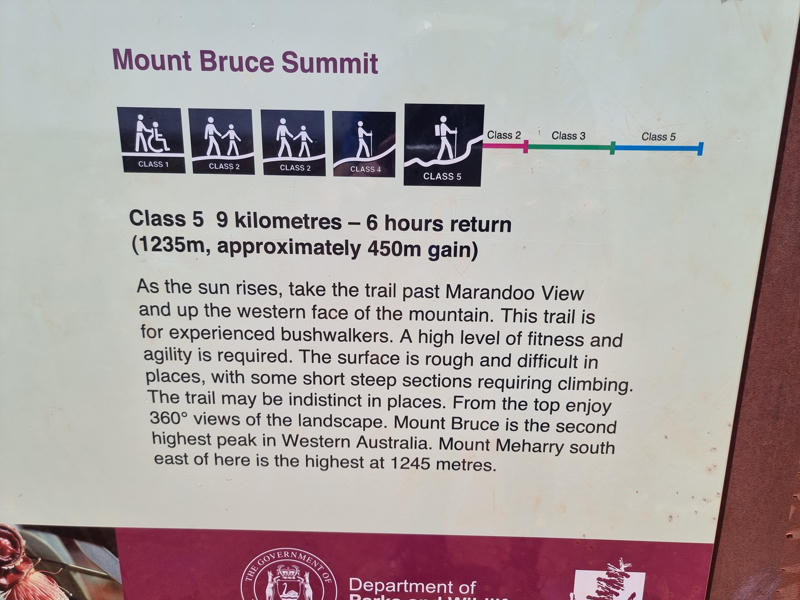 Mount Bruce Summit
CLASS 1 CLASS 2 CLASS 2 CLASS 4 CLASS 5 Class 2 Class 3 Class 5
Class 5 9 kilometres – 6 hours return
(1235m, approximately 450m gain)
As the sun rises, take the trail past Marandoo View
and up the western face of the mountain. This trail is
for experienced bushwalkers. A high level of fitness and
agility is required. The surface is rough and difficult in
places, with some short steep sections requiring climbing.
The trail may be indistinct in places. From the top enjoy
360° views of the landscape. Mount Bruce is the second
highest peak in Western Australia. Mount Meharry south
east of here is the highest at 1245 metres.
THE GOVERNMENT OF
Department of
Parks and